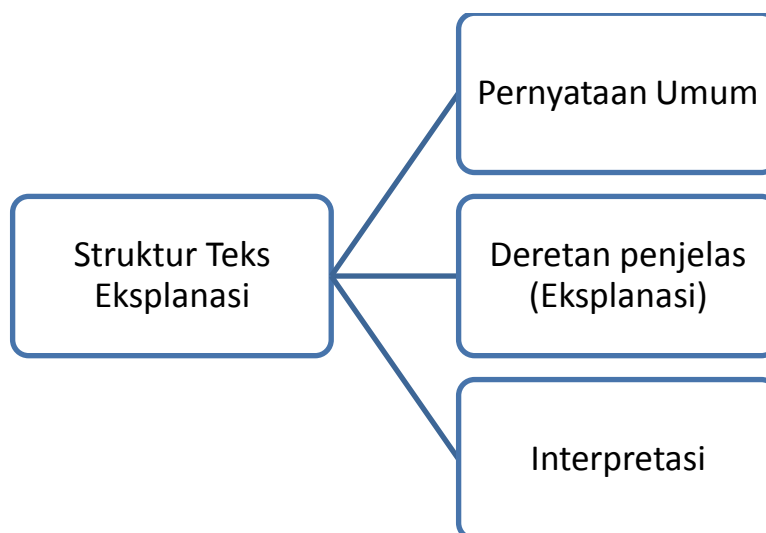 Struktur Teks
Eksplanasi
Pernyataan Umum
Deretan penjelas
(Eksplanasi)
Interpretasi